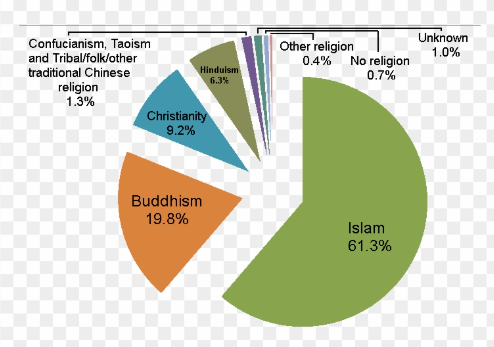 Confucianism, Taoism
and Tribal/folk/other
traditional Chinese
religion
1.3%
Hinduism
6.3%
Other religion
0.4%
No religion
0.7%
Unknown
1.0%
Christianity
9.2%
Buddhism
19.8%
Islam
61.3%